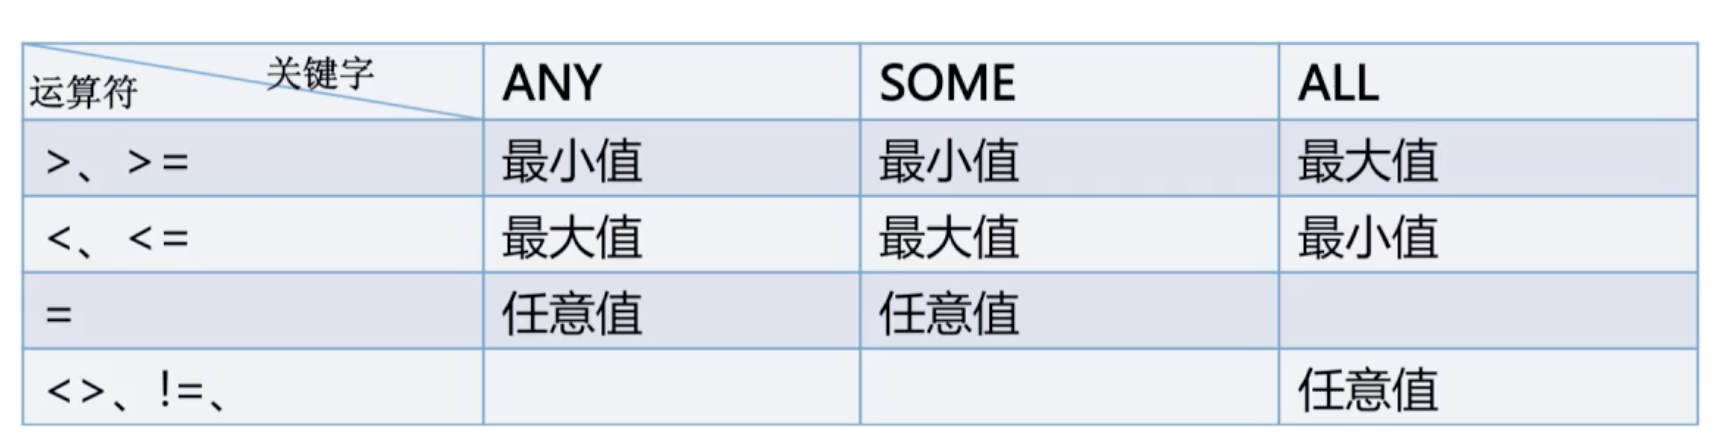 运算符 关键字 ANY SOME ALL
>、>= 最小值 最小值 最大值
<、<= 最大值 最大值 最小值
= 任意值 任意值
<>、!=、 任意值